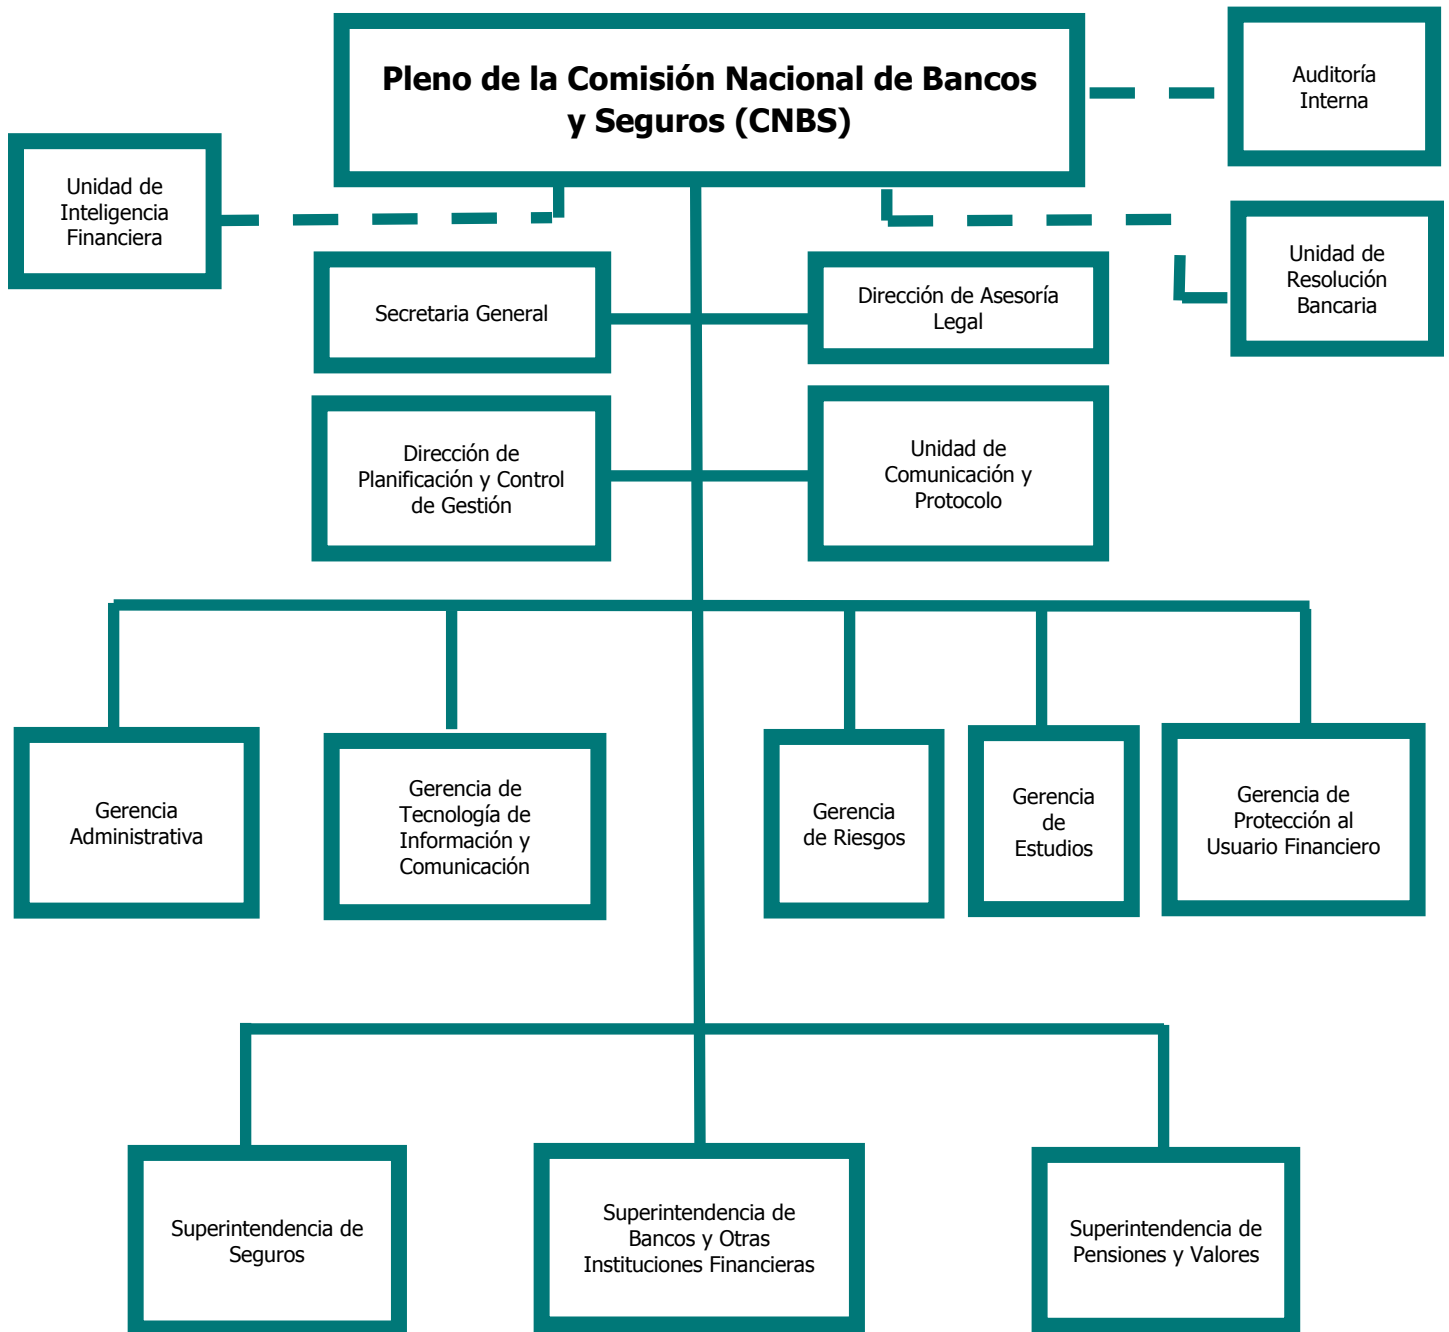 Pleno de la Comisión Nacional de Bancos
y Seguros (CNBS)
Auditoría
Interna
Unidad de
Inteligencia
Financiera
Unidad de
Resolución
Bancaria
Secretaria General
Dirección de Asesoría
Legal
Dirección de
Planificación y Control
de Gestión
Unidad de
Comunicación y
Protocolo
Gerencia
Administrativa
Gerencia de
Tecnología de
Información y
Comunicación
Gerencia
de Riesgos
Gerencia
de
Estudios
Gerencia de
Protección al
Usuario Financiero
Superintendencia de
Seguros
Superintendencia de
Bancos y Otras
Instituciones Financieras
Superintendencia de
Pensiones y Valores